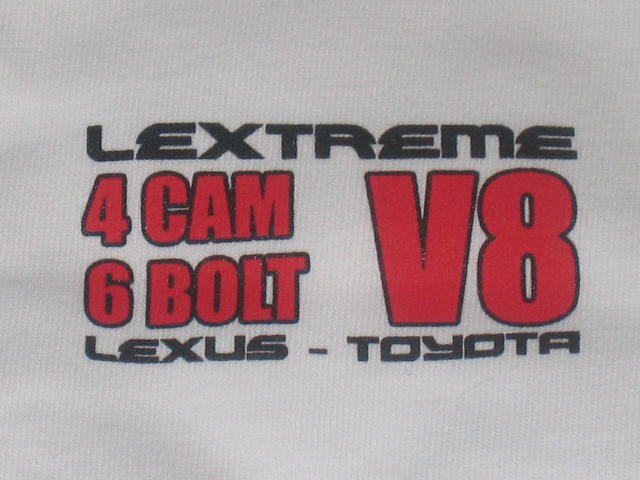 LEXTREME
4 CAM V8
6 BOLT
LEXUS - TOYOTA